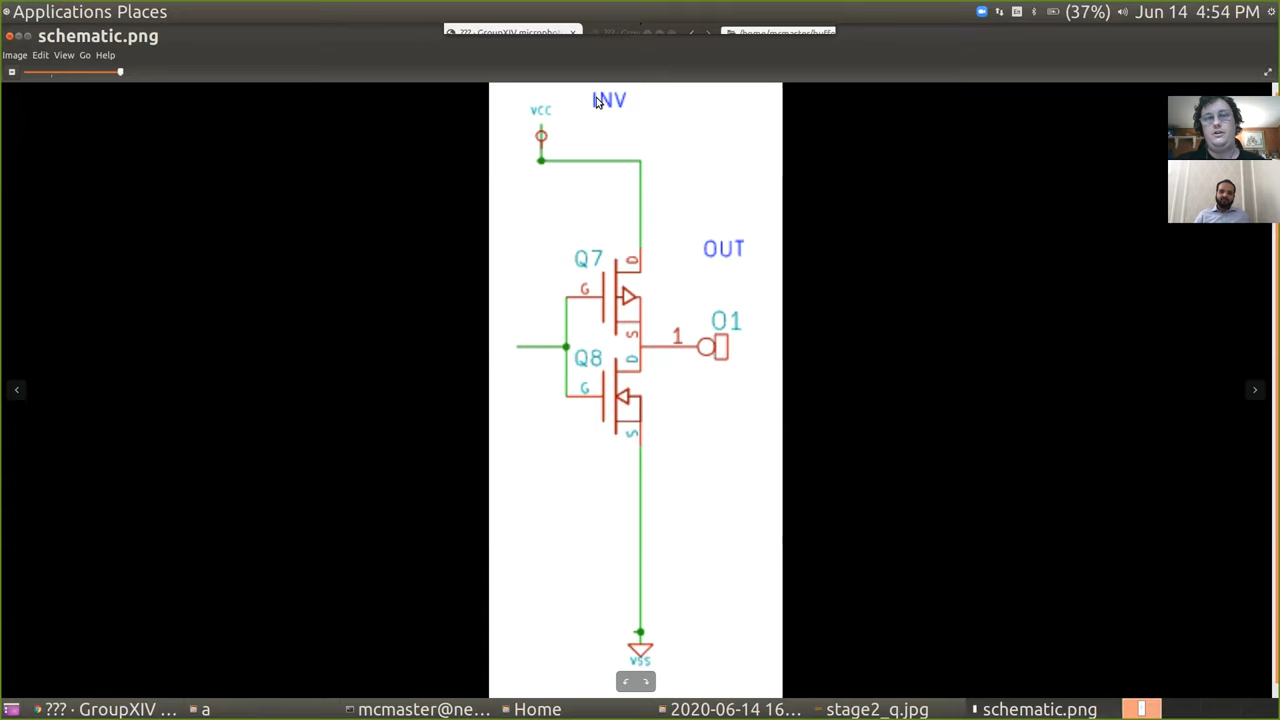 Applications Places
(37%) Jun 14 4:54 PM
schematic.png
??? · GroupXIV
Image Edit View Go Help
INV
VCC
OUT
Q7
D
G
S
O1
1
Q8
D
G
S
VSS
??? · GroupXIV ...
a
mcmaster@ne...
Home
2020-06-14 16...
stage2_q.jpg
schematic.png